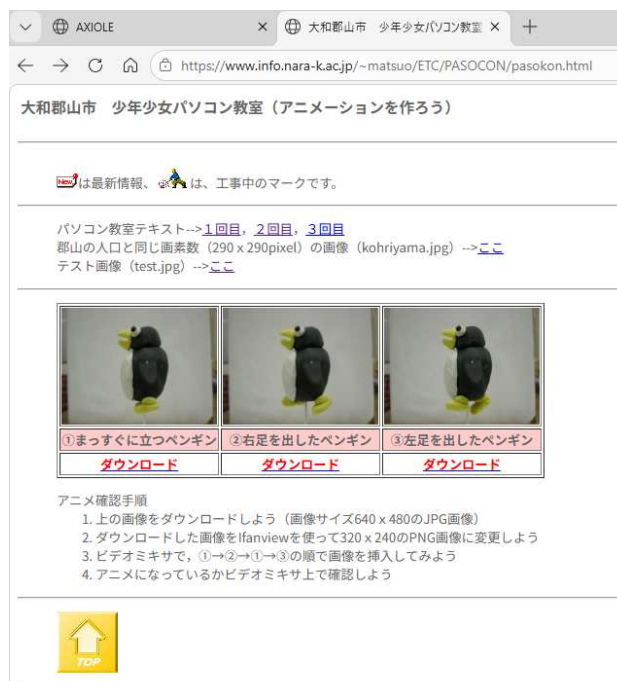 AXIOLE
大和郡山市 少年少女パソコン教室
https://www.info.nara-k.ac.jp/~matsuo/ETC/PASOCON/pasokon.html
大和郡山市 少年少女パソコン教室（アニメーションを作ろう）
Newは最新情報、は、工事中のマークです。
パソコン教室テキスト-->１回目，２回目，３回目
郡山の人口と同じ画素数（290 x 290pixel）の画像（kohriyama.jpg）-->ここ
テスト画像（test.jpg）-->ここ
①まっすぐに立つペンギン ②右足を出したペンギン ③左足を出したペンギン
ダウンロード ダウンロード ダウンロード
アニメ確認手順
1. 上の画像をダウンロードしよう（画像サイズ640 x 480のJPG画像）
2. ダウンロードした画像をIfanviewを使って320 x 240のPNG画像に変更しよう
3. ビデオミキサで，①→②→①→③の順で画像を挿入してみよう
4. アニメになっているかビデオミキサ上で確認しよう
TOP